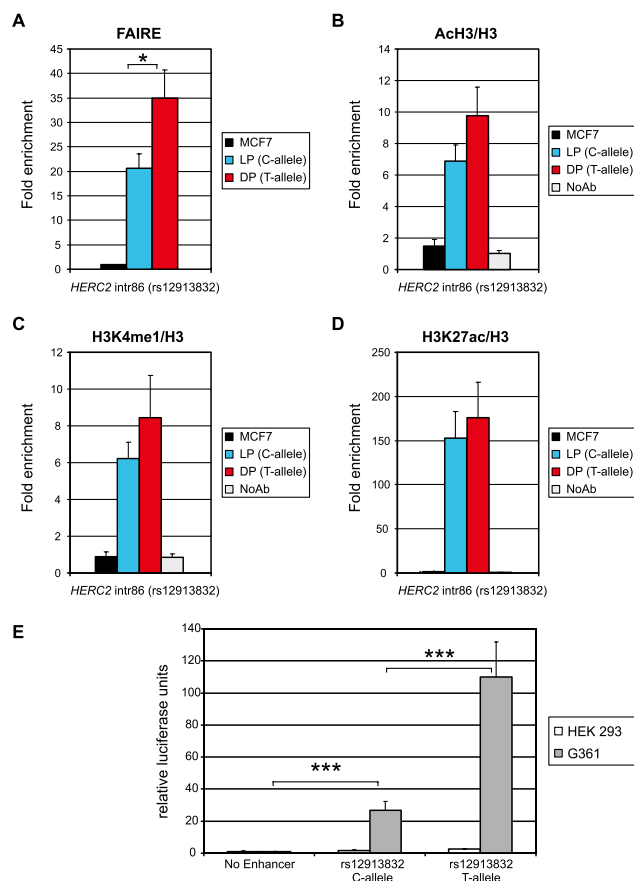 A
FAIRE
Fold enrichment
45
40
35
30
25
20
15
10
5
0
*
HERC2 intr86 (rs12913832)
MCF7
LP (C-allele)
DP (T-allele)
B
AcH3/H3
Fold enrichment
14
12
10
8
6
4
2
0
HERC2 intr86 (rs12913832)
MCF7
LP (C-allele)
DP (T-allele)
NoAb
C
H3K4me1/H3
Fold enrichment
12
10
8
6
4
2
0
HERC2 intr86 (rs12913832)
MCF7
LP (C-allele)
DP (T-allele)
NoAb
D
H3K27ac/H3
Fold enrichment
250
200
150
100
50
0
HERC2 intr86 (rs12913832)
MCF7
LP (C-allele)
DP (T-allele)
NoAb
E
relative luciferase units
140
120
100
80
60
40
20
0
***
***
No Enhancer
rs12913832
C-allele
rs12913832
T-allele
HEK 293
G361